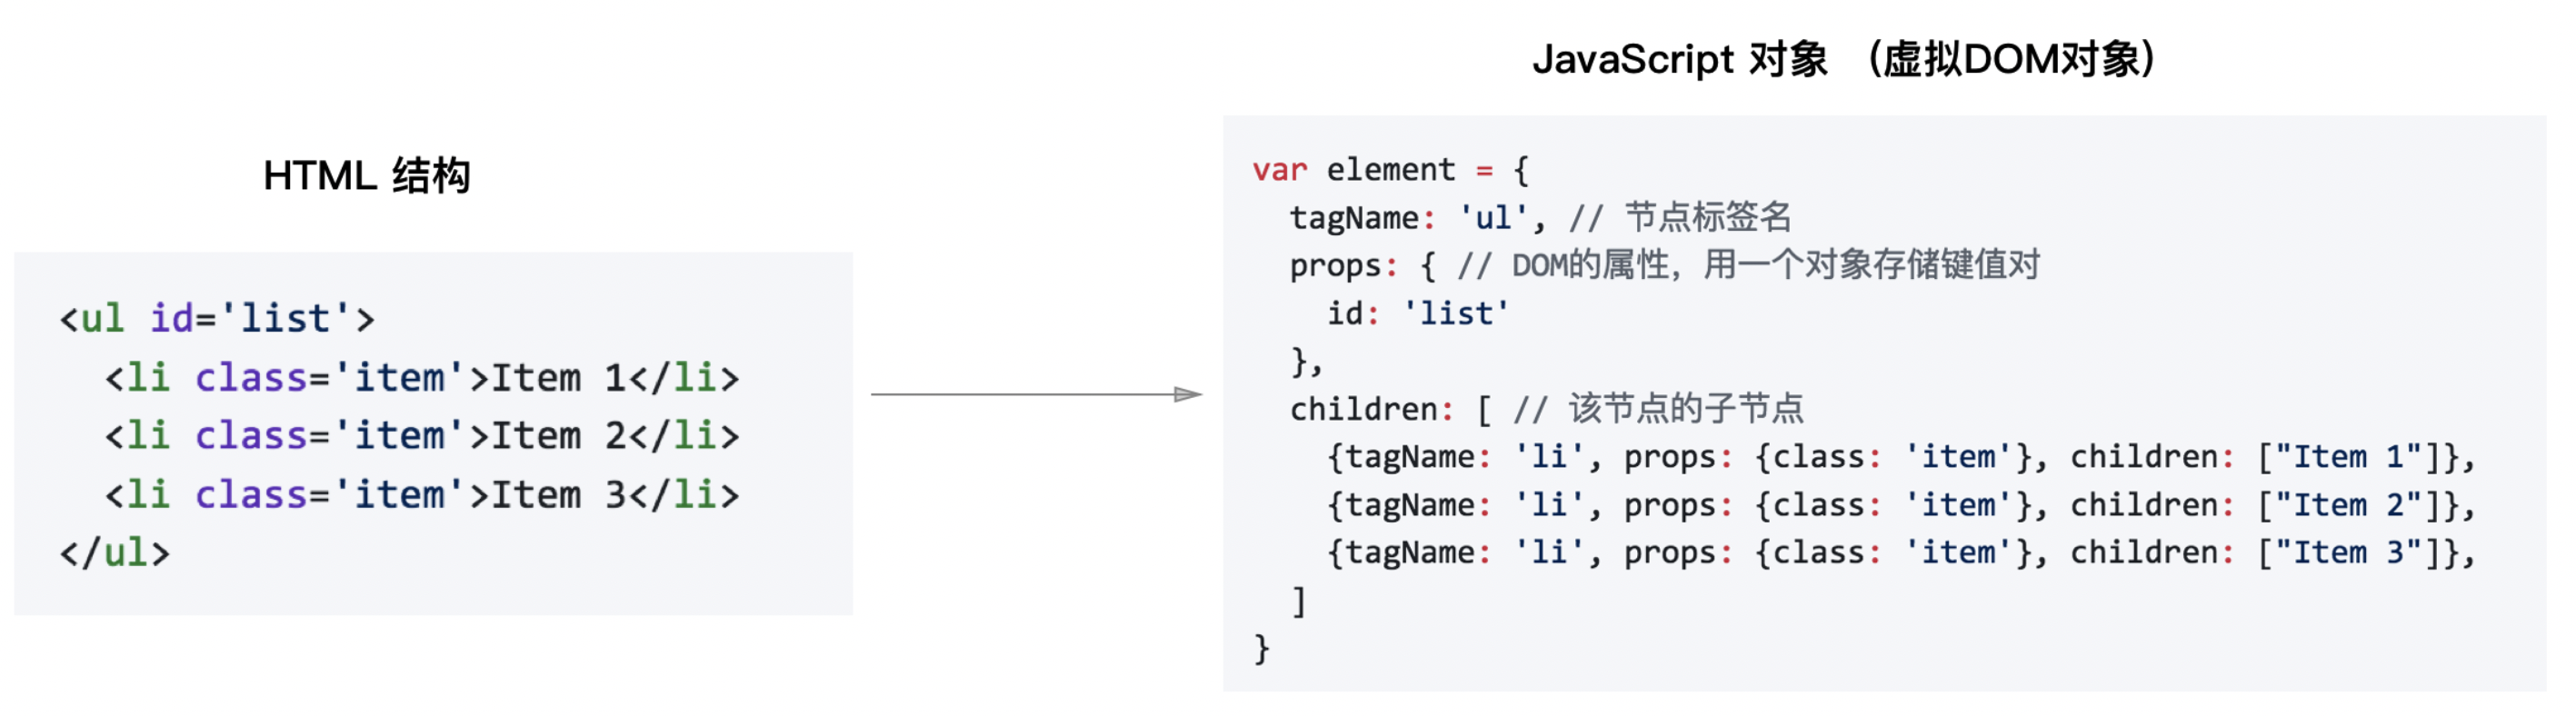 HTML 结构
<ul id='list'>
  <li class='item'>Item 1</li>
  <li class='item'>Item 2</li>
  <li class='item'>Item 3</li>
</ul>
JavaScript 对象 （虚拟DOM对象）
var element = {
  tagName: 'ul', // 节点标签名
  props: { // DOM的属性，用一个对象存储键值对
    id: 'list'
  },
  children: [ // 该节点的子节点
    {tagName: 'li', props: {class: 'item'}, children: ["Item 1"]},
    {tagName: 'li', props: {class: 'item'}, children: ["Item 2"]},
    {tagName: 'li', props: {class: 'item'}, children: ["Item 3"]},
  ]
}